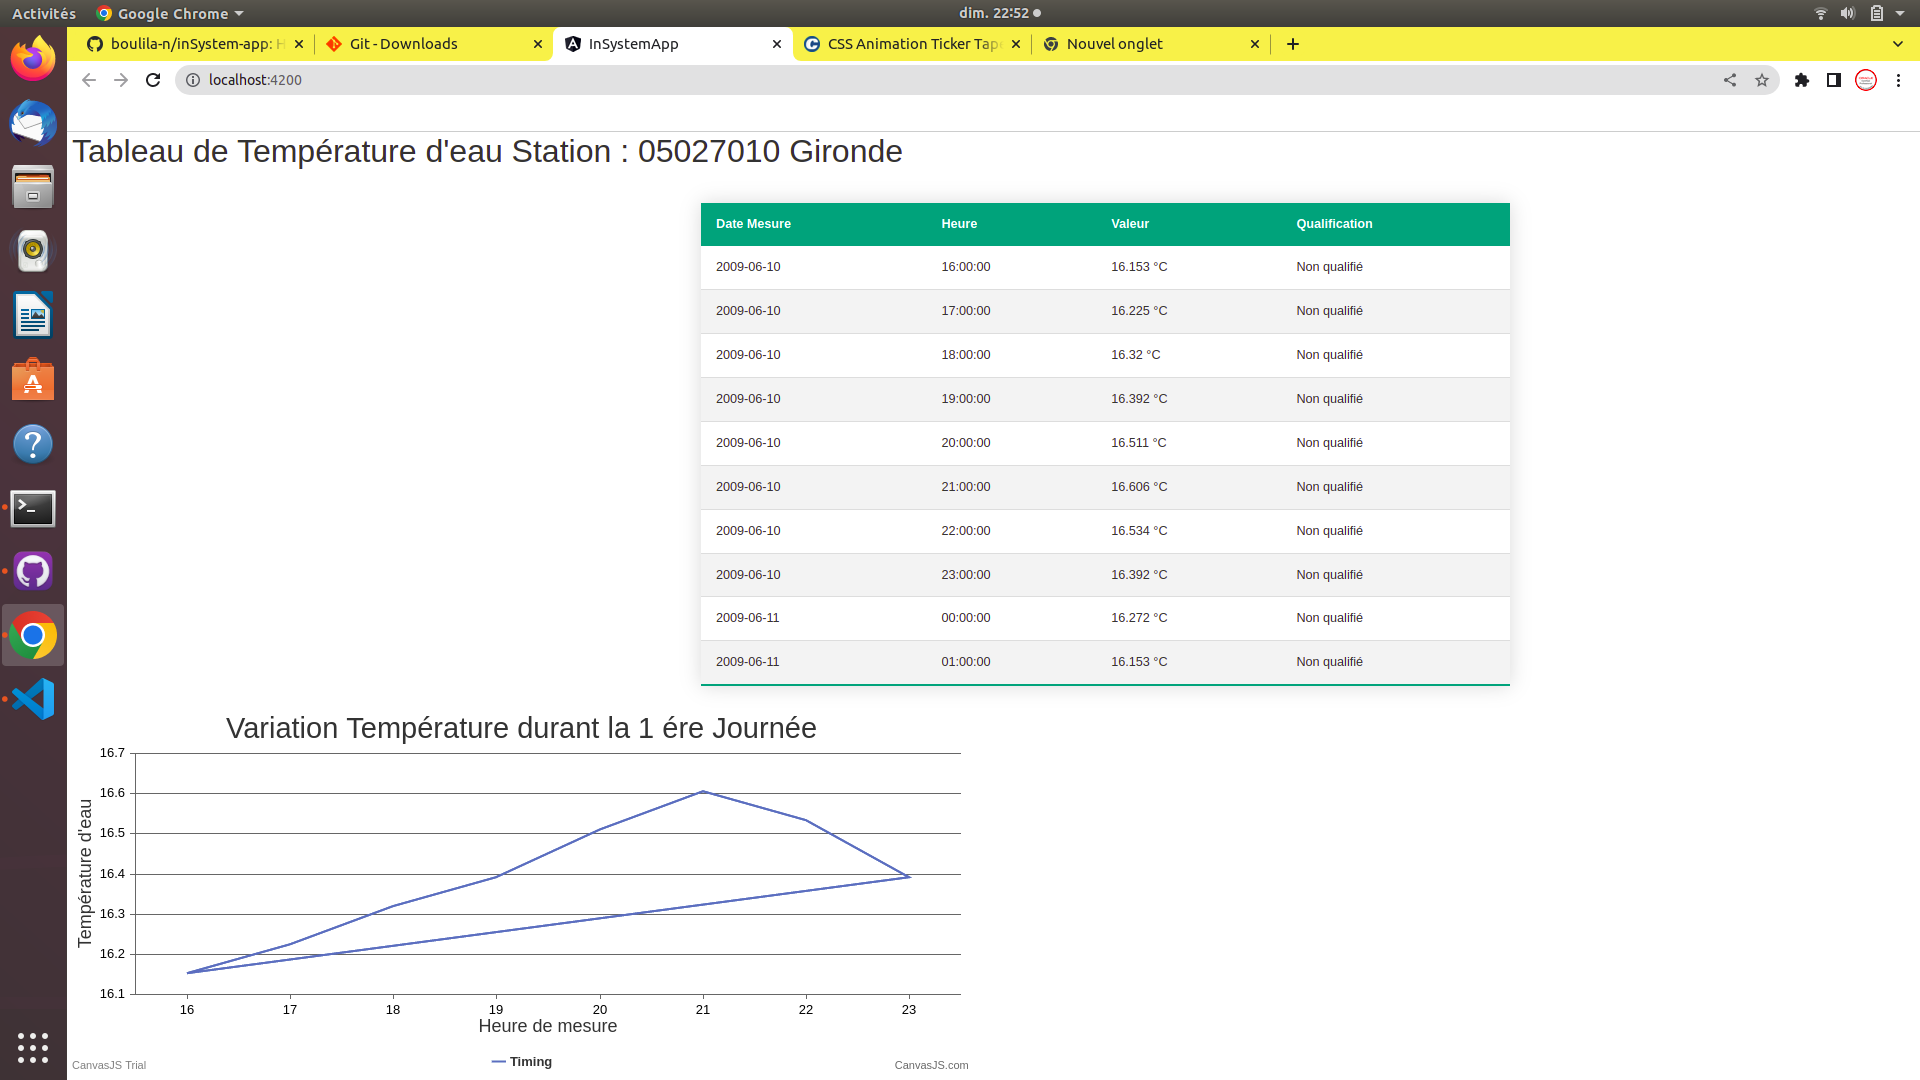 Activités Google Chrome dim. 22:52
boulila-n/inSystem-app: H Git - Downloads InSystemApp CSS Animation Ticker Tape Nouvel onglet
localhost:4200
Tableau de Température d'eau Station : 05027010 Gironde
Date Mesure Heure Valeur Qualification
2009-06-10 16:00:00 16.153 °C Non qualifié
2009-06-10 17:00:00 16.225 °C Non qualifié
2009-06-10 18:00:00 16.32 °C Non qualifié
2009-06-10 19:00:00 16.392 °C Non qualifié
2009-06-10 20:00:00 16.511 °C Non qualifié
2009-06-10 21:00:00 16.606 °C Non qualifié
2009-06-10 22:00:00 16.534 °C Non qualifié
2009-06-10 23:00:00 16.392 °C Non qualifié
2009-06-11 00:00:00 16.272 °C Non qualifié
2009-06-11 01:00:00 16.153 °C Non qualifié
Variation Température durant la 1 ére Journée
Température d'eau
16.7
16.6
16.5
16.4
16.3
16.2
16.1
16 17 18 19 20 21 22 23
Heure de mesure
Timing
CanvasJS Trial CanvasJS.com